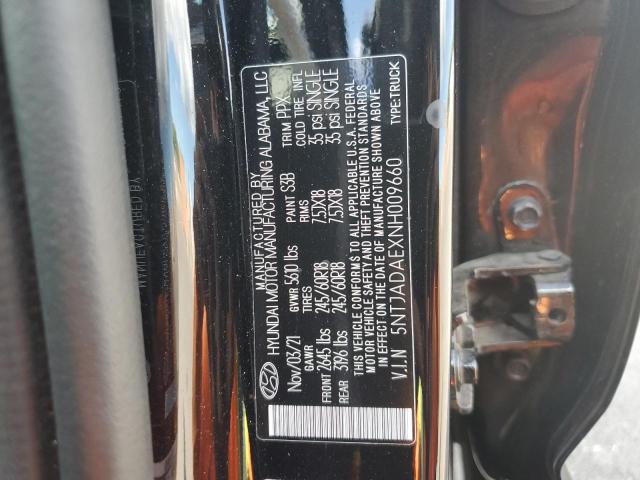 MANUFACTURED BY
HYUNDAI MOTOR MANUFACTURING ALABAMA, LLC
Nov/03/21 GVWR 5610 lbs PAINT S3B TRIM PPX
GAWR TIRES RIMS COLD TIRE INFL
FRONT 2645 lbs 245/60R18 7.5JX18 35 psi SINGLE
REAR 3196 lbs 245/60R18 7.5JX18 35 psi SINGLE
THIS VEHICLE CONFORMS TO ALL APPLICABLE U.S.A. FEDERAL
MOTOR VEHICLE SAFETY AND THEFT PREVENTION STANDARDS
IN EFFECT ON THE DATE OF MANUFACTURE SHOWN ABOVE
V.I.N 5NTJADAEXNH009660 TYPE:TRUCK